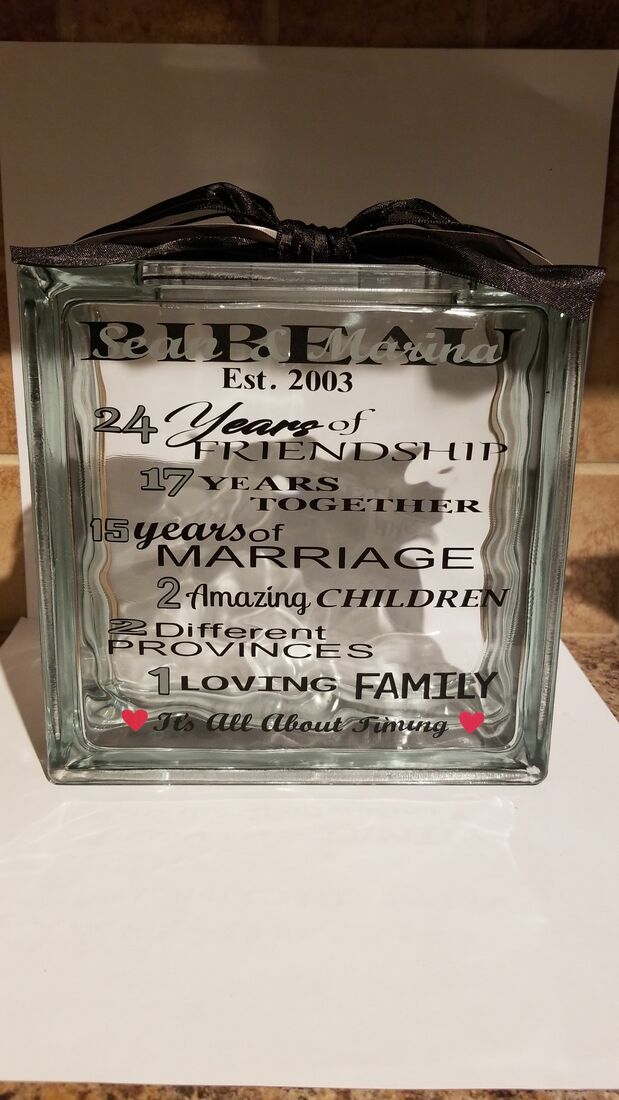 RIBEAU
Sean & Marina
Est. 2003
24 Years of
FRIENDSHIP
17 YEARS
TOGETHER
15 years of
MARRIAGE
2 Amazing CHILDREN
2 Different
PROVINCES
1 LOVING FAMILY
It's All About Timing